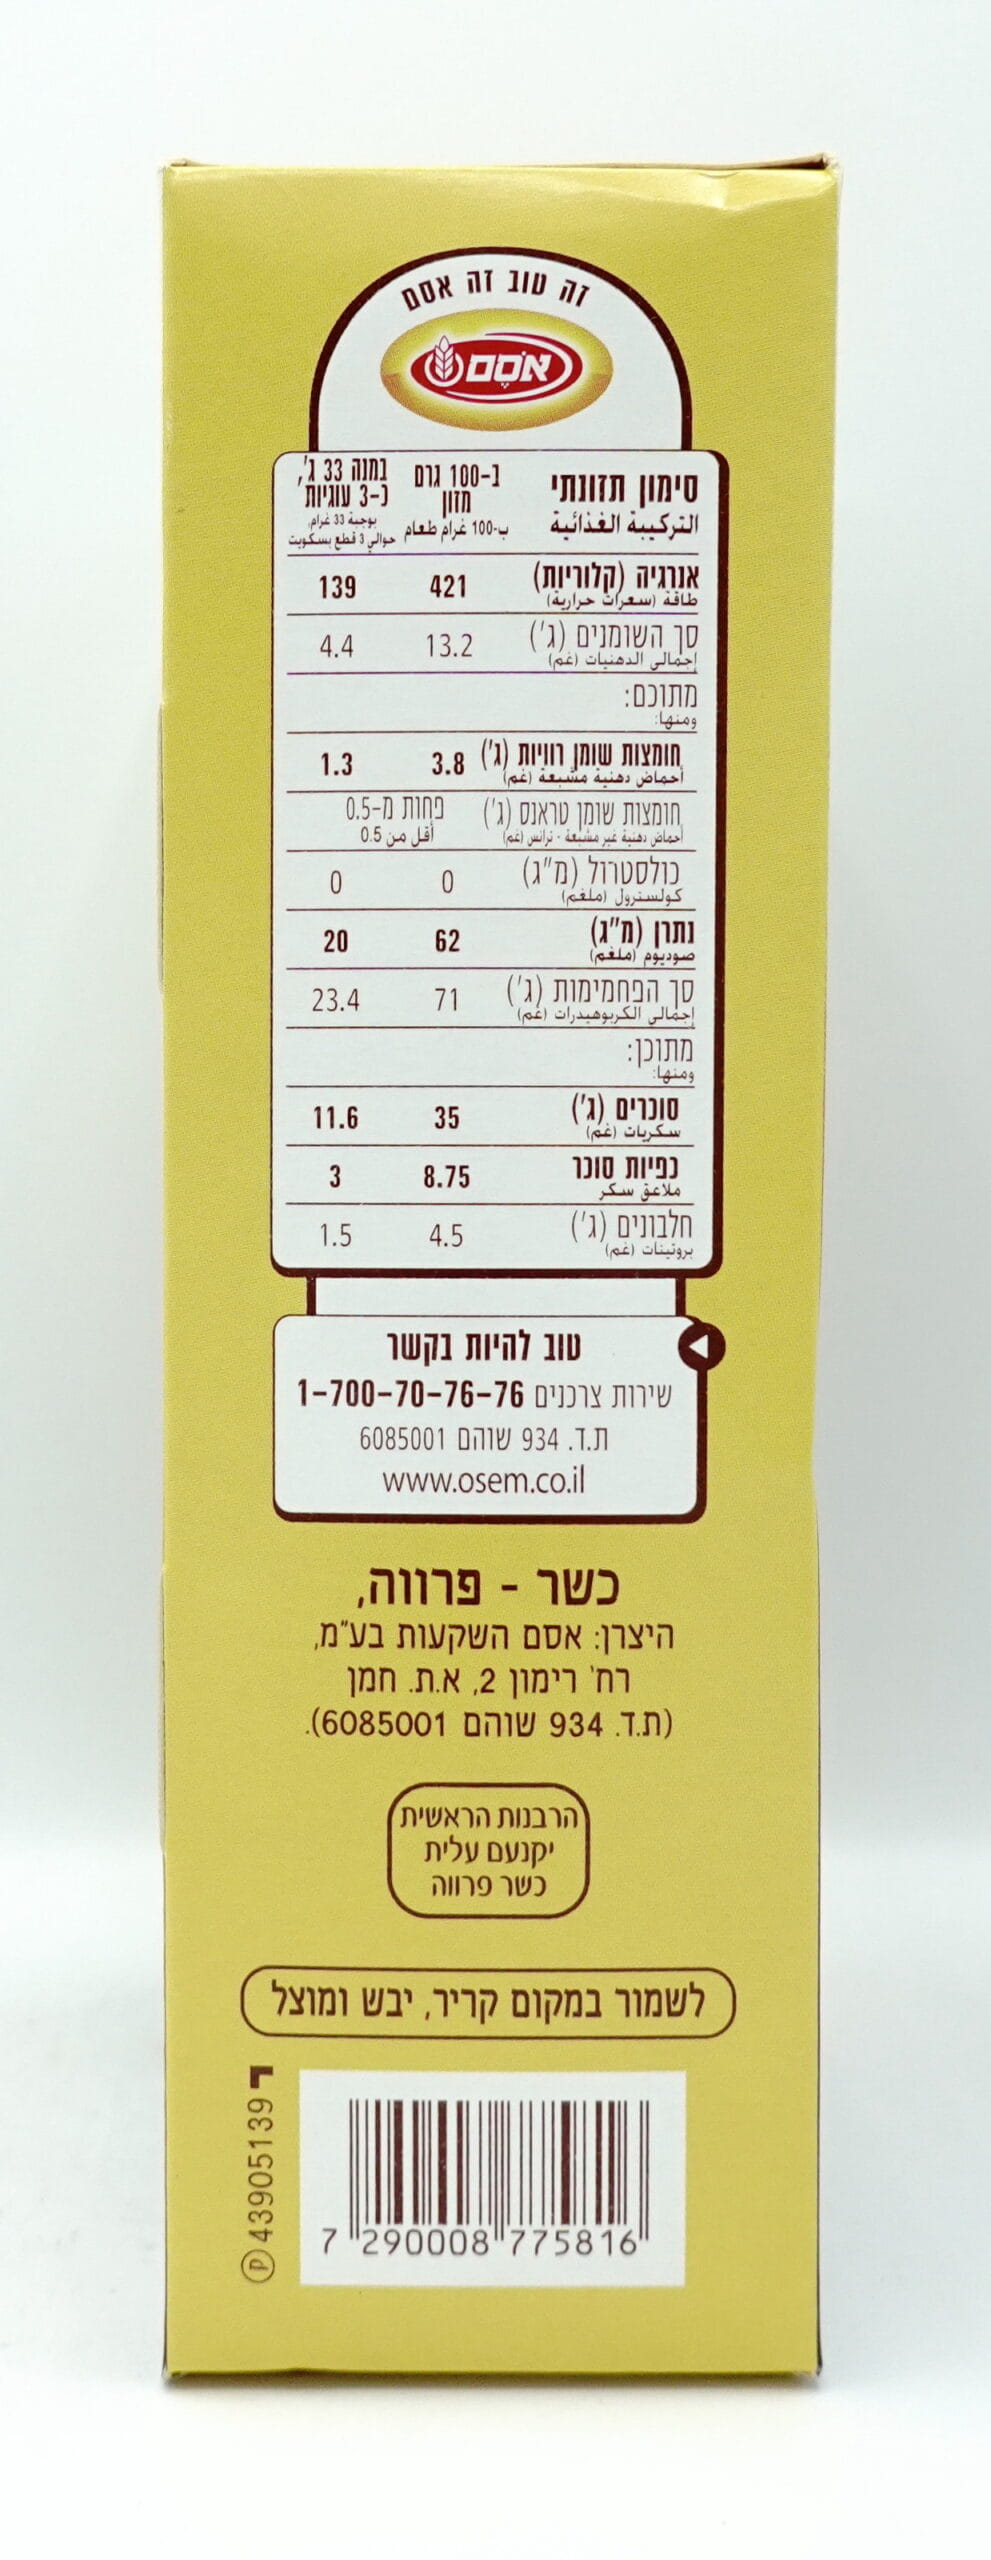 זה טוב זה אסם
אסם
סימון תזונתי ב-100 גרם מזון במנה 33 ג', כ-3 עוגיות
التركيبة الغذائية ب-100 غرام طعام بوجبة 33 غرام, حوالي 3 قطع بسكويت
אנרגיה (קלוריות) 421 139
طاقة (سعرات حرارية)
סך השומנים (ג') 13.2 4.4
إجمالي الدهنيات (غم)
מתוכם:
ومنها:
חומצות שומן רוויות (ג') 3.8 1.3
أحماض دهنية مشبعة (غم)
חומצות שומן טראנס (ג') פחות מ-0.5
أحماض دهنية غير مشبعة - ترانس (غم) أقل من 0.5
כולסטרול (מ"ג) 0 0
كولسترول (ملغم)
נתרן (מ"ג) 62 20
صوديوم (ملغم)
סך הפחמימות (ג') 71 23.4
إجمالي الكربوهيدرات (غم)
מתוכן:
ومنها:
סוכרים (ג') 35 11.6
سكريات (غم)
כפיות סוכר 8.75 3
ملاعق سكر
חלבונים (ג') 4.5 1.5
بروتينات (غم)
טוב להיות בקשר
שירות צרכנים 1-700-70-76-76
ת.ד. 934 שוהם 6085001
www.osem.co.il
כשר - פרווה,
היצרן: אסם השקעות בע"מ,
רח' רימון 2, א.ת. חמן
(ת.ד. 934 שוהם 6085001).
הרבנות הראשית
יקנעם עלית
כשר פרווה
לשמור במקום קריר, יבש ומוצל
P 43905139
7 290008 775816